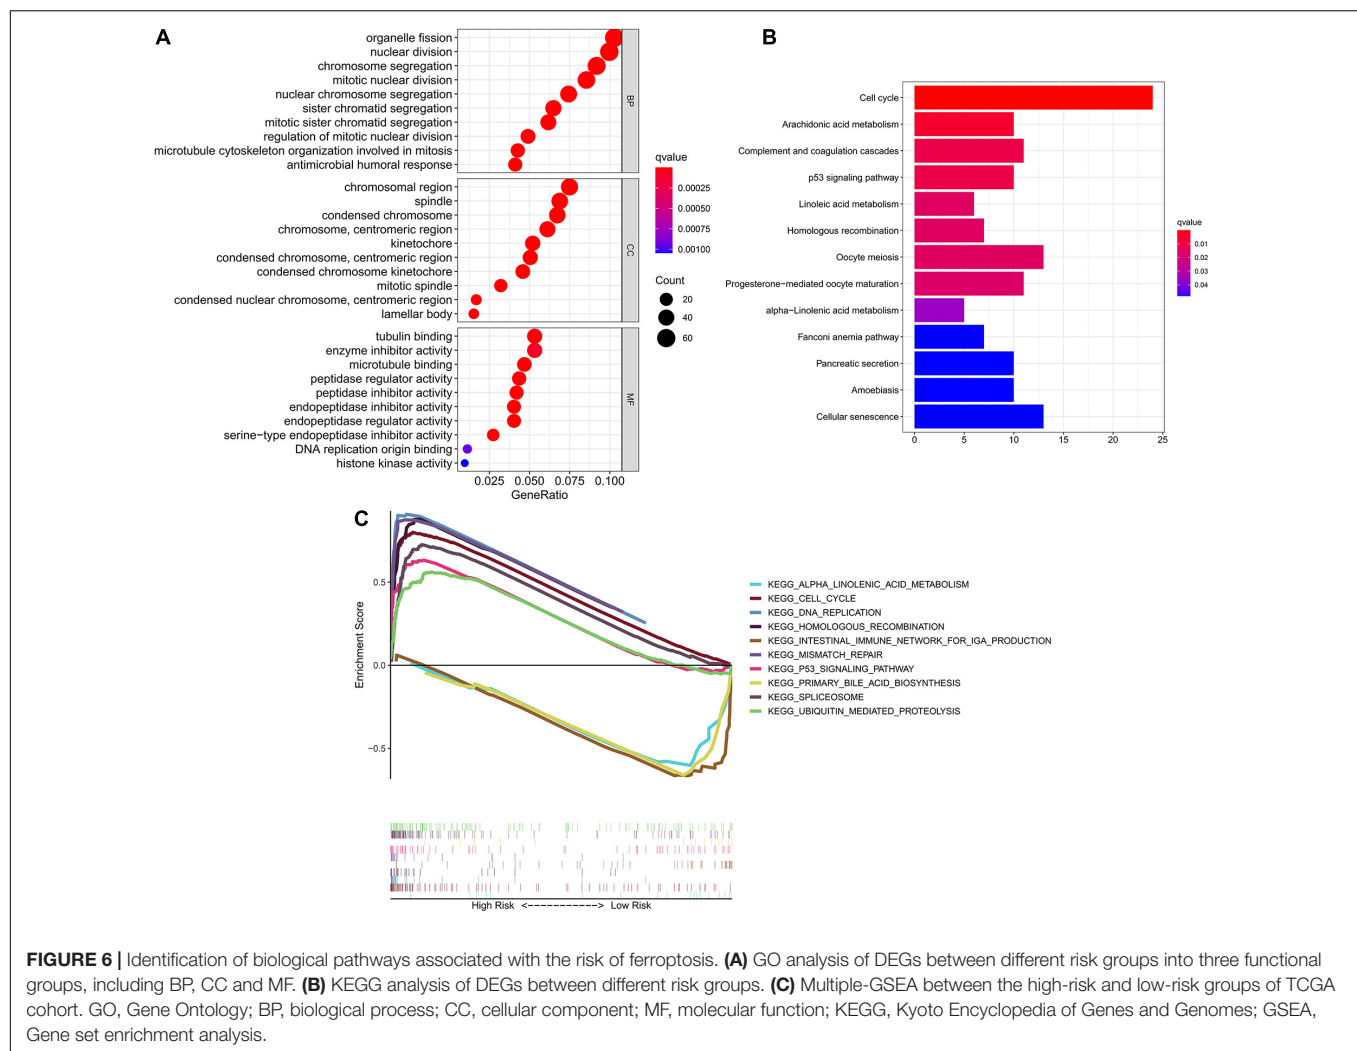 A
organelle fission
nuclear division
chromosome segregation
mitotic nuclear division
nuclear chromosome segregation
sister chromatid segregation
mitotic sister chromatid segregation
regulation of mitotic nuclear division
microtubule cytoskeleton organization involved in mitosis
antimicrobial humoral response
BP
chromosomal region
spindle
condensed chromosome
chromosome, centromeric region
kinetochore
condensed chromosome, centromeric region
condensed chromosome kinetochore
mitotic spindle
condensed nuclear chromosome, centromeric region
lamellar body
CC
tubulin binding
enzyme inhibitor activity
microtubule binding
peptidase regulator activity
peptidase inhibitor activity
endopeptidase inhibitor activity
endopeptidase regulator activity
serine−type endopeptidase inhibitor activity
DNA replication origin binding
histone kinase activity
MF
0.025 0.050 0.075 0.100
GeneRatio
qvalue
0.00025
0.00050
0.00075
0.00100
Count
20
40
60
B
Cell cycle
Arachidonic acid metabolism
Complement and coagulation cascades
p53 signaling pathway
Linoleic acid metabolism
Homologous recombination
Oocyte meiosis
Progesterone−mediated oocyte maturation
alpha−Linolenic acid metabolism
Fanconi anemia pathway
Pancreatic secretion
Amoebiasis
Cellular senescence
0 5 10 15 20 25
qvalue
0.01
0.02
0.03
0.04
C
Enrichment Score
0.5
0.0
−0.5
KEGG_ALPHA_LINOLENIC_ACID_METABOLISM
KEGG_CELL_CYCLE
KEGG_DNA_REPLICATION
KEGG_HOMOLOGOUS_RECOMBINATION
KEGG_INTESTINAL_IMMUNE_NETWORK_FOR_IGA_PRODUCTION
KEGG_MISMATCH_REPAIR
KEGG_P53_SIGNALING_PATHWAY
KEGG_PRIMARY_BILE_ACID_BIOSYNTHESIS
KEGG_SPLICEOSOME
KEGG_UBIQUITIN_MEDIATED_PROTEOLYSIS
High Risk <-----------> Low Risk
FIGURE 6 | Identification of biological pathways associated with the risk of ferroptosis. (A) GO analysis of DEGs between different risk groups into three functional
groups, including BP, CC and MF. (B) KEGG analysis of DEGs between different risk groups. (C) Multiple-GSEA between the high-risk and low-risk groups of TCGA
cohort. GO, Gene Ontology; BP, biological process; CC, cellular component; MF, molecular function; KEGG, Kyoto Encyclopedia of Genes and Genomes; GSEA,
Gene set enrichment analysis.